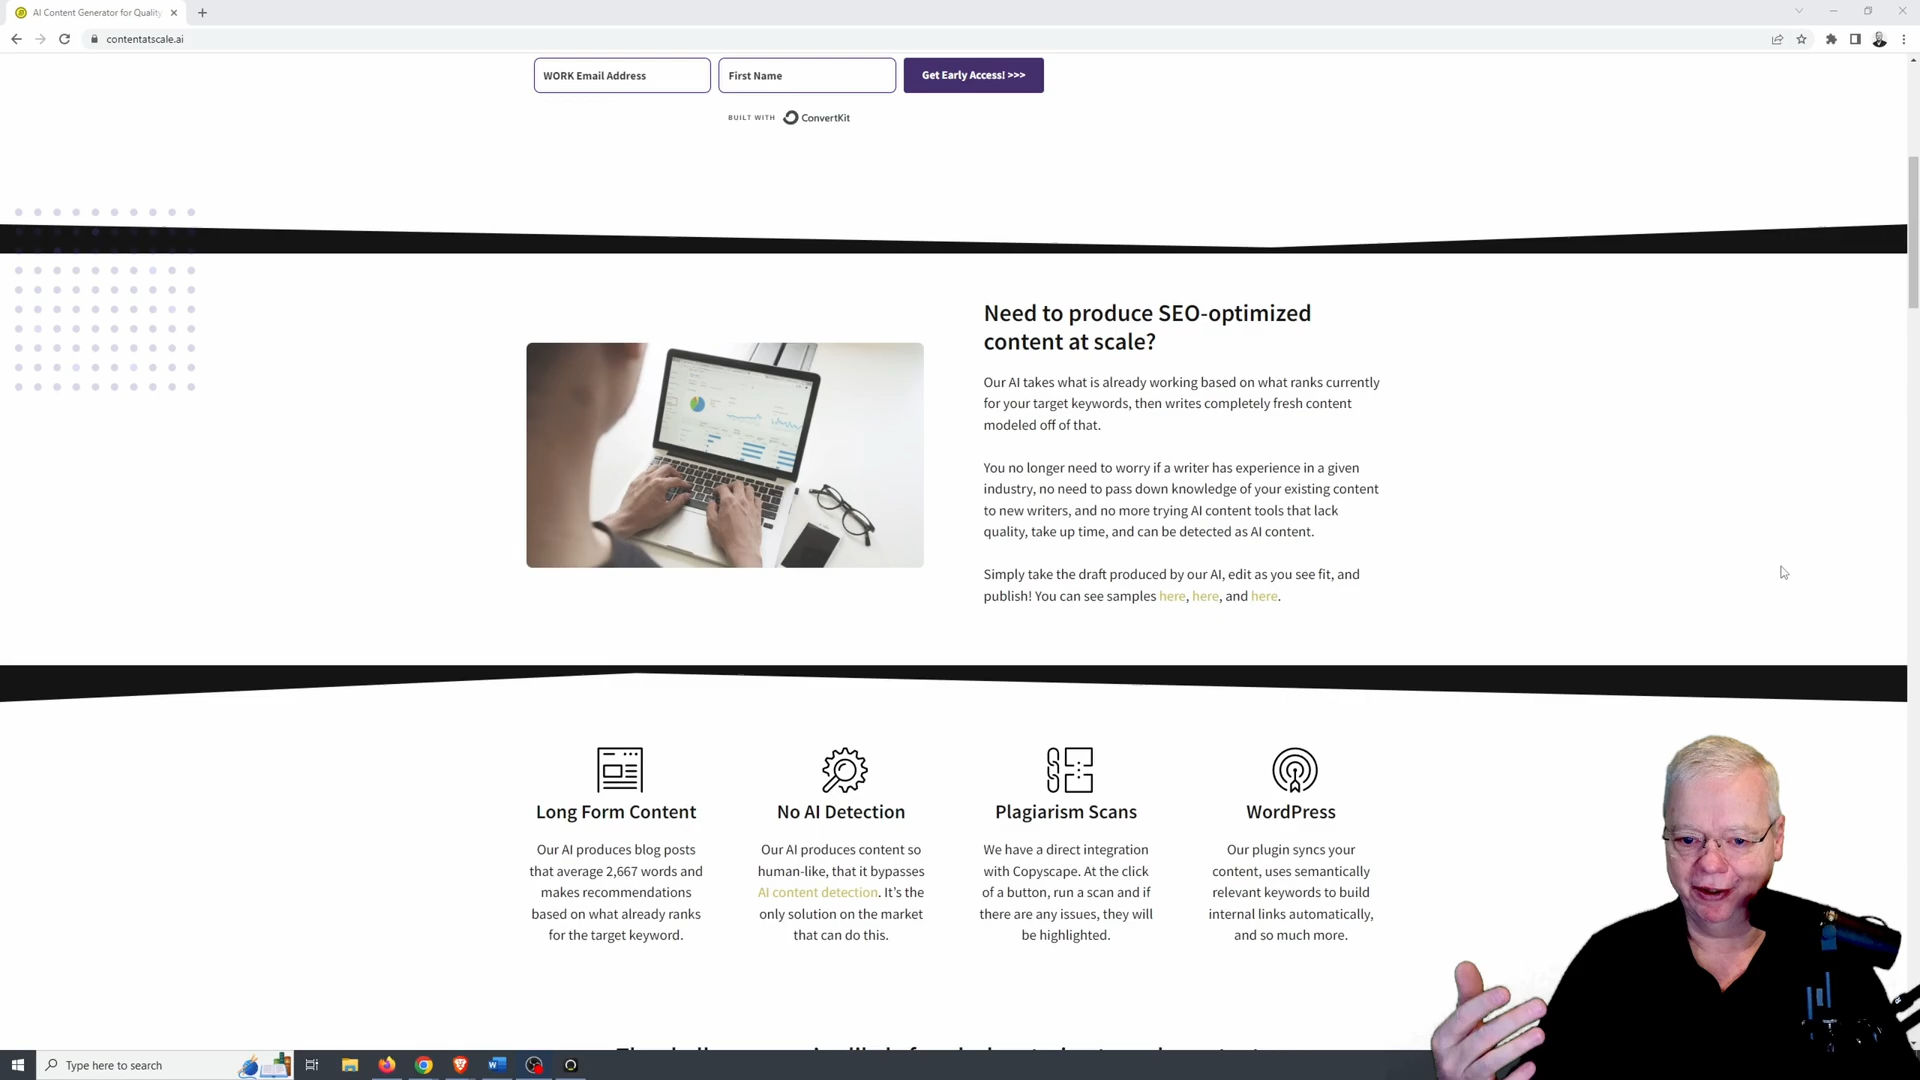 AI Content Generator for Quality
contentatscale.ai
WORK Email Address
First Name
Get Early Access! >>>
BUILT WITH ConvertKit
Need to produce SEO-optimized
content at scale?
Our AI takes what is already working based on what ranks currently
for your target keywords, then writes completely fresh content
modeled off of that.
You no longer need to worry if a writer has experience in a given
industry, no need to pass down knowledge of your existing content
to new writers, and no more trying AI content tools that lack
quality, take up time, and can be detected as AI content.
Simply take the draft produced by our AI, edit as you see fit, and
publish! You can see samples here, here, and here.
Long Form Content
Our AI produces blog posts
that average 2,667 words and
makes recommendations
based on what already ranks
for the target keyword.
No AI Detection
Our AI produces content so
human-like, that it bypasses
AI content detection. It's the
only solution on the market
that can do this.
Plagiarism Scans
We have a direct integration
with Copyscape. At the click
of a button, run a scan and if
there are any issues, they will
be highlighted.
WordPress
Our plugin syncs your
content, uses semantically
relevant keywords to build
internal links automatically,
and so much more.
Type here to search